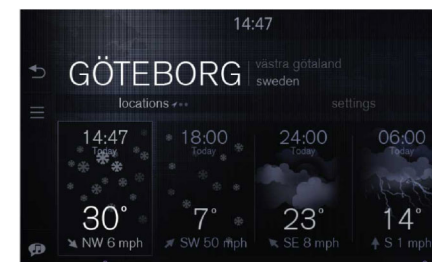 14:47
GÖTEBORG
västra götaland
sweden
locations
settings
14:47
Today
30°
NW 6 mph
18:00
Today
7°
SW 50 mph
24:00
Today
23°
SE 8 mph
06:00
Today
14°
S 1 mph